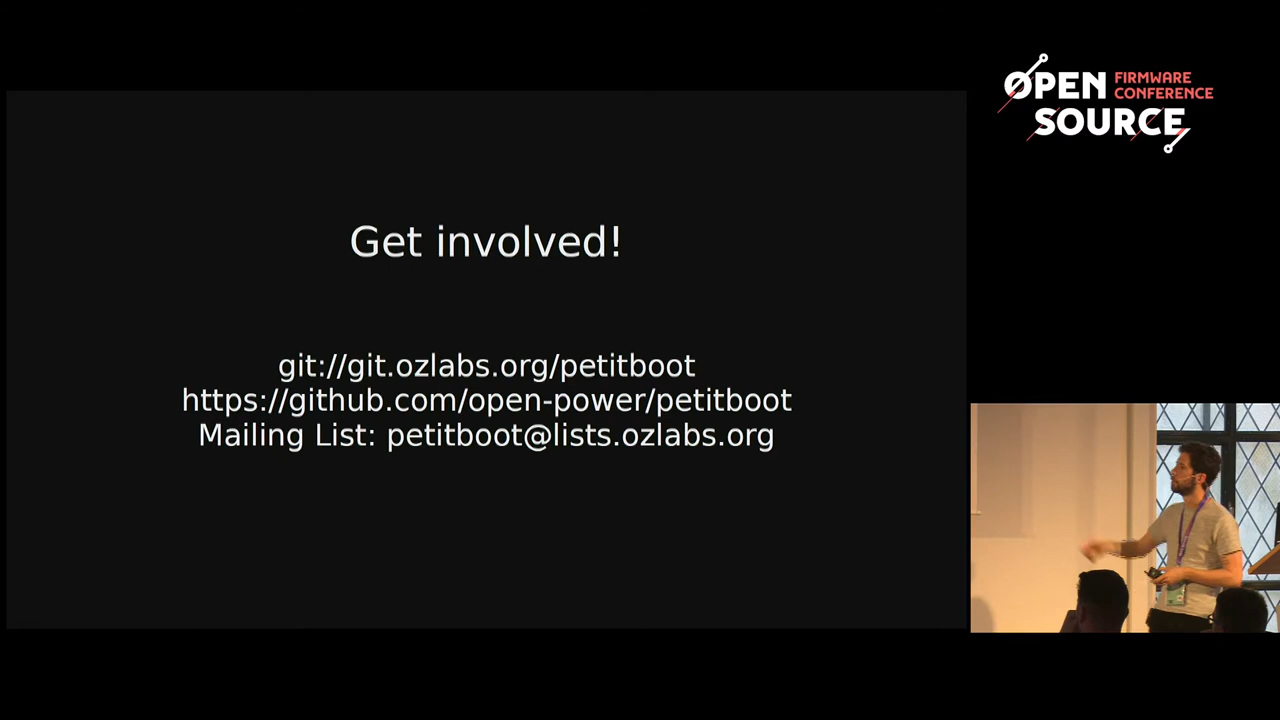 OPEN FIRMWARE CONFERENCE
SOURCE
Get involved!
git://git.ozlabs.org/petitboot
https://github.com/open-power/petitboot
Mailing List: petitboot@lists.ozlabs.org